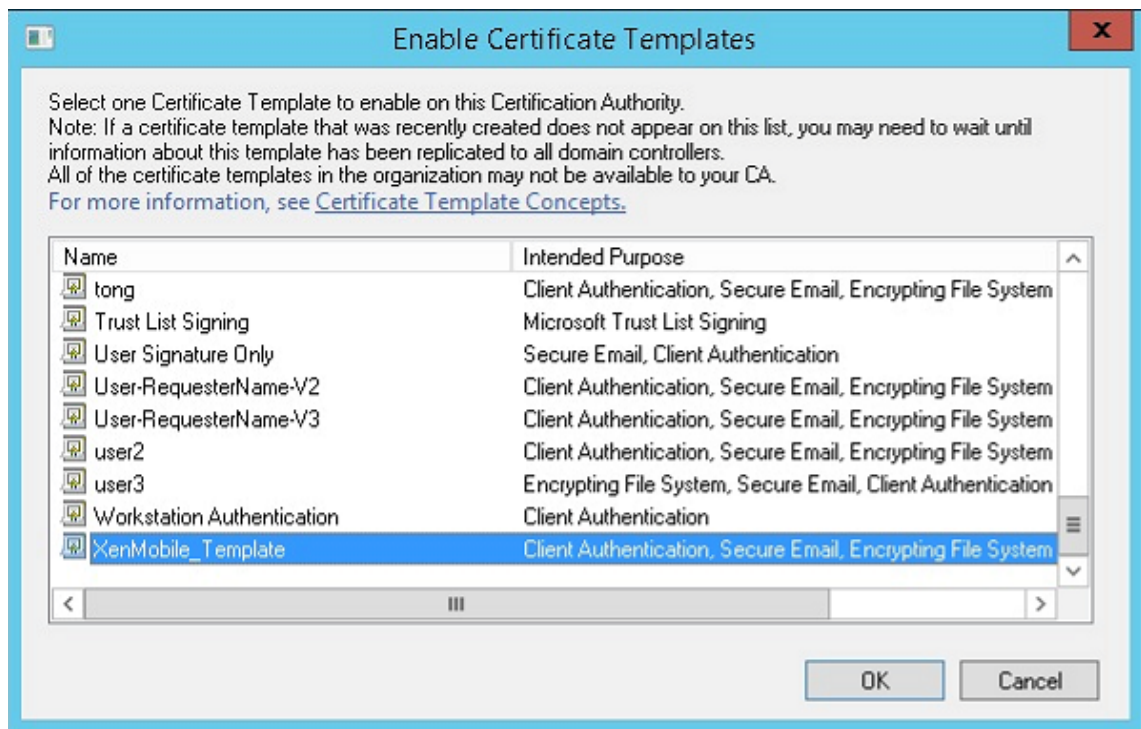 Enable Certificate Templates
x
Select one Certificate Template to enable on this Certification Authority.
Note: If a certificate template that was recently created does not appear on this list, you may need to wait until
information about this template has been replicated to all domain controllers.
All of the certificate templates in the organization may not be available to your CA.
For more information, see Certificate Template Concepts.
Name Intended Purpose
tong Client Authentication, Secure Email, Encrypting File System
Trust List Signing Microsoft Trust List Signing
User Signature Only Secure Email, Client Authentication
User-RequesterName-V2 Client Authentication, Secure Email, Encrypting File System
User-RequesterName-V3 Client Authentication, Secure Email, Encrypting File System
user2 Client Authentication, Secure Email, Encrypting File System
user3 Encrypting File System, Secure Email, Client Authentication
Workstation Authentication Client Authentication
XenMobile_Template Client Authentication, Secure Email, Encrypting File System
OK Cancel